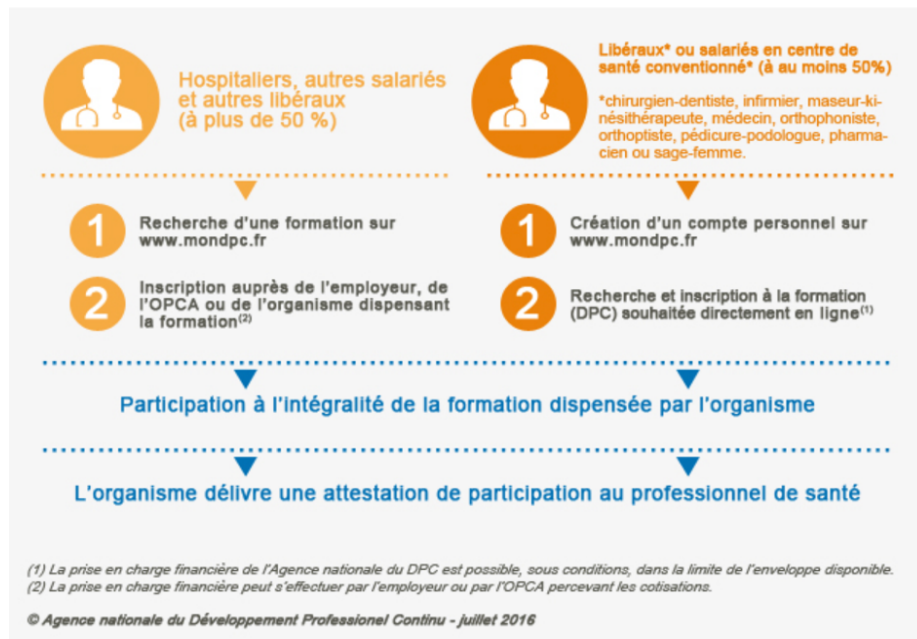 Hospitaliers, autres salariés
et autres libéraux
(à plus de 50 %)
1
Recherche d'une formation sur
www.mondpc.fr
2
Inscription auprès de l'employeur, de
l'OPCA ou de l'organisme dispensant
la formation(2)
Libéraux* ou salariés en centre de
santé conventionné* (à au moins 50%)
*chirurgien-dentiste, infirmier, maseur-ki-
nésithérapeute, médecin, orthophoniste,
orthoptiste, pédicure-podologue, pharma-
cien ou sage-femme.
1
Création d'un compte personnel sur
www.mondpc.fr
2
Recherche et inscription à la formation
(DPC) souhaitée directement en ligne(1)
Participation à l'intégralité de la formation dispensée par l'organisme
L'organisme délivre une attestation de participation au professionnel de santé
(1) La prise en charge financière de l'Agence nationale du DPC est possible, sous conditions, dans la limite de l'enveloppe disponible.
(2) La prise en charge financière peut s'effectuer par l'employeur ou par l'OPCA percevant les cotisations.
© Agence nationale du Développement Professionel Continu - juillet 2016